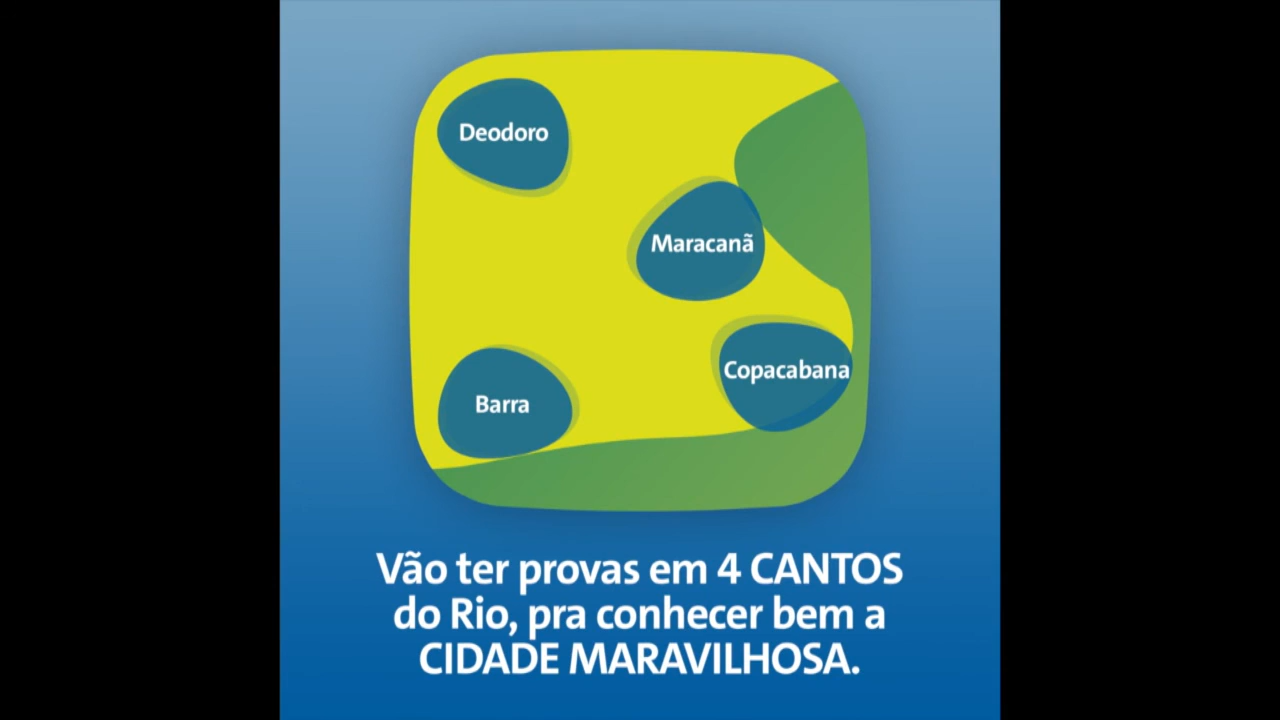 Deodoro
Maracanã
Copacabana
Barra
Vão ter provas em 4 CANTOS
do Rio, pra conhecer bem a
CIDADE MARAVILHOSA.